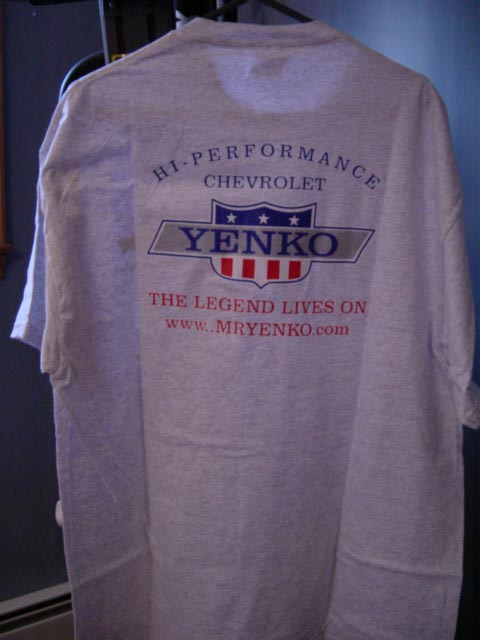 HI-PERFORMANCE
CHEVROLET
YENKO
THE LEGEND LIVES ON
www..MRYENKO.com